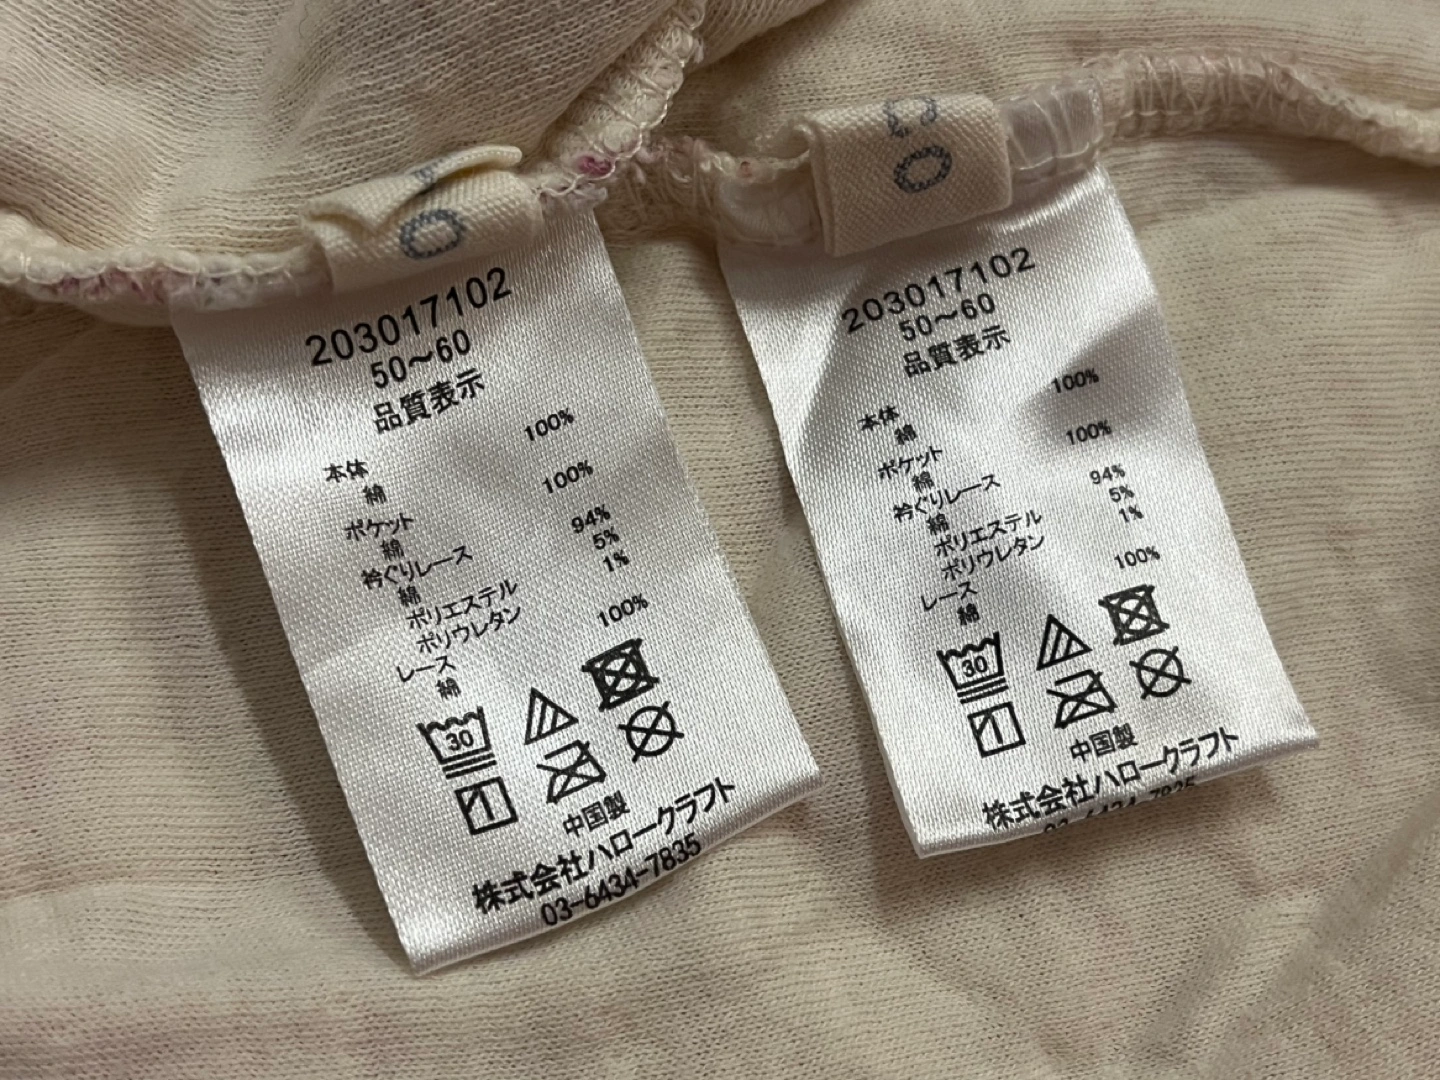 0
203017102
50～60
品質表示
本体
綿 100%
ポケット
綿 100%
衿ぐりレース
綿 94%
ポリエステル 5%
ポリウレタン 1%
レース
綿 100%
30
中国製
株式会社ハロークラフト
03-6434-7835
0
203017102
50～60
品質表示
本体
綿 100%
ポケット
綿 100%
衿ぐりレース
綿 94%
ポリエステル 5%
ポリウレタン 1%
レース
綿 100%
30
中国製
株式会社ハロークラフト
03-6434-7835